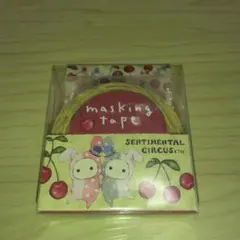 masking
tape
SENTIMENTAL
CIRCUS